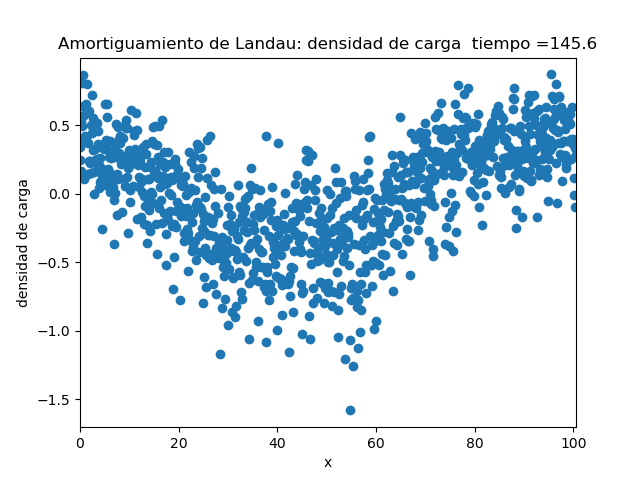 Amortiguamiento de Landau: densidad de carga  tiempo =145.6
densidad de carga
0.5
0.0
−0.5
−1.0
−1.5
0 20 40 60 80 100
x